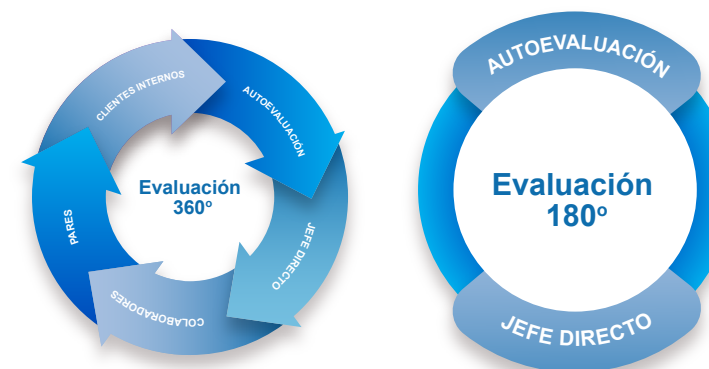 CLIENTES INTERNOS
AUTOEVALUACIÓN
JEFE DIRECTO
COLABORADORES
PARES
Evaluación
360º
AUTOEVALUACIÓN
Evaluación
180º
JEFE DIRECTO